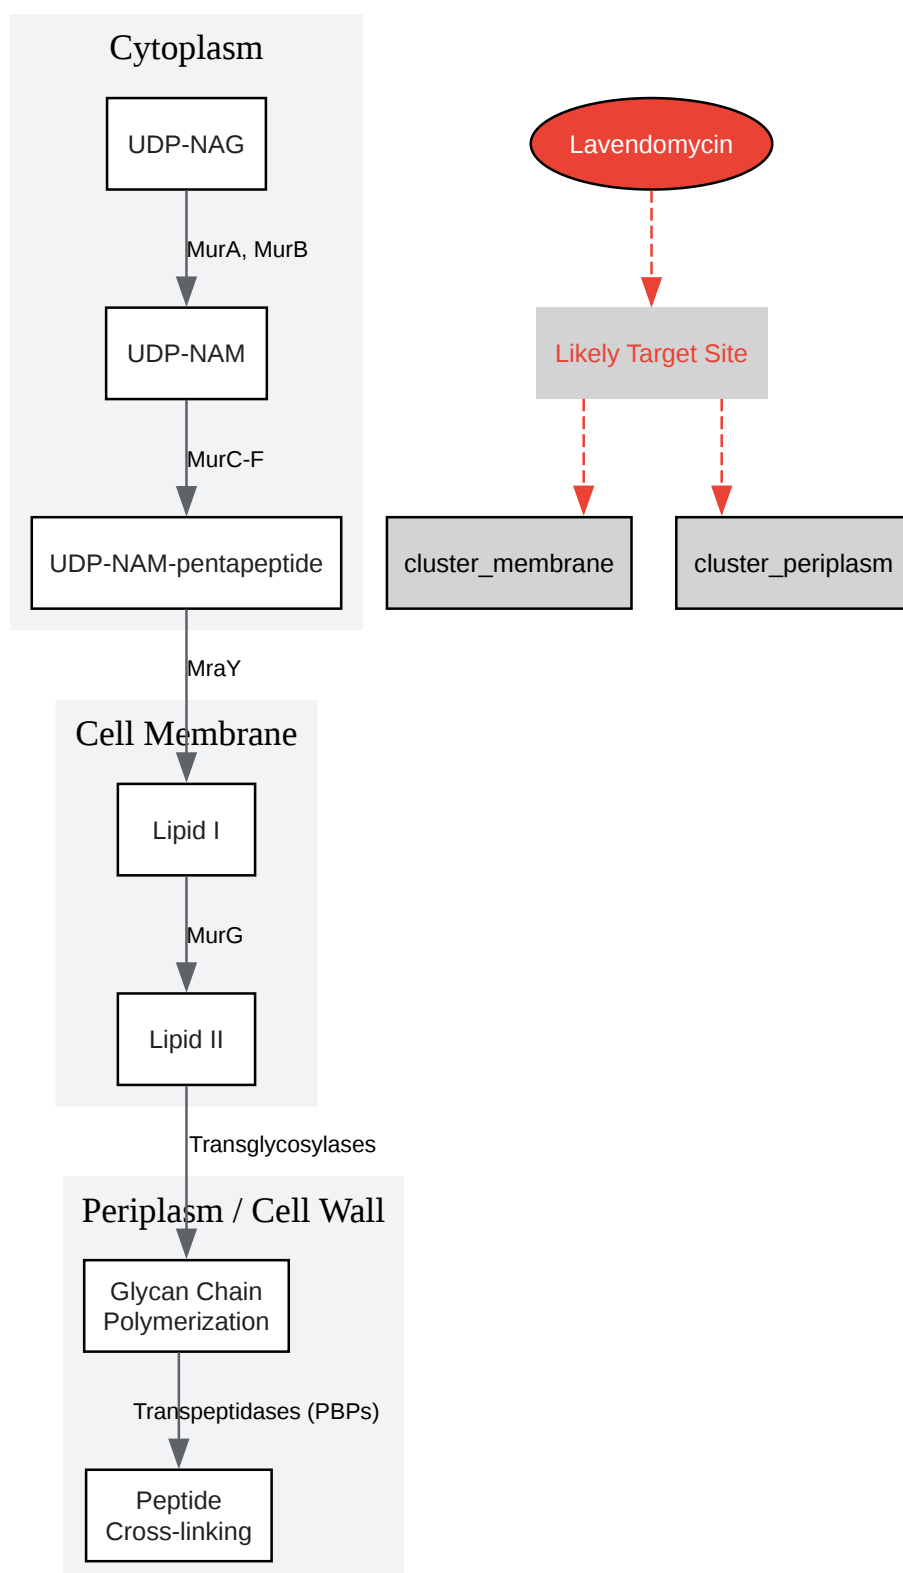 Cytoplasm
UDP-NAG
MurA, MurB
UDP-NAM
MurC-F
UDP-NAM-pentapeptide
MraY
Cell Membrane
Lipid I
MurG
Lipid II
Transglycosylases
Periplasm / Cell Wall
Glycan Chain
Polymerization
Transpeptidases (PBPs)
Peptide
Cross-linking
Lavendomycin
Likely Target Site
cluster_membrane
cluster_periplasm